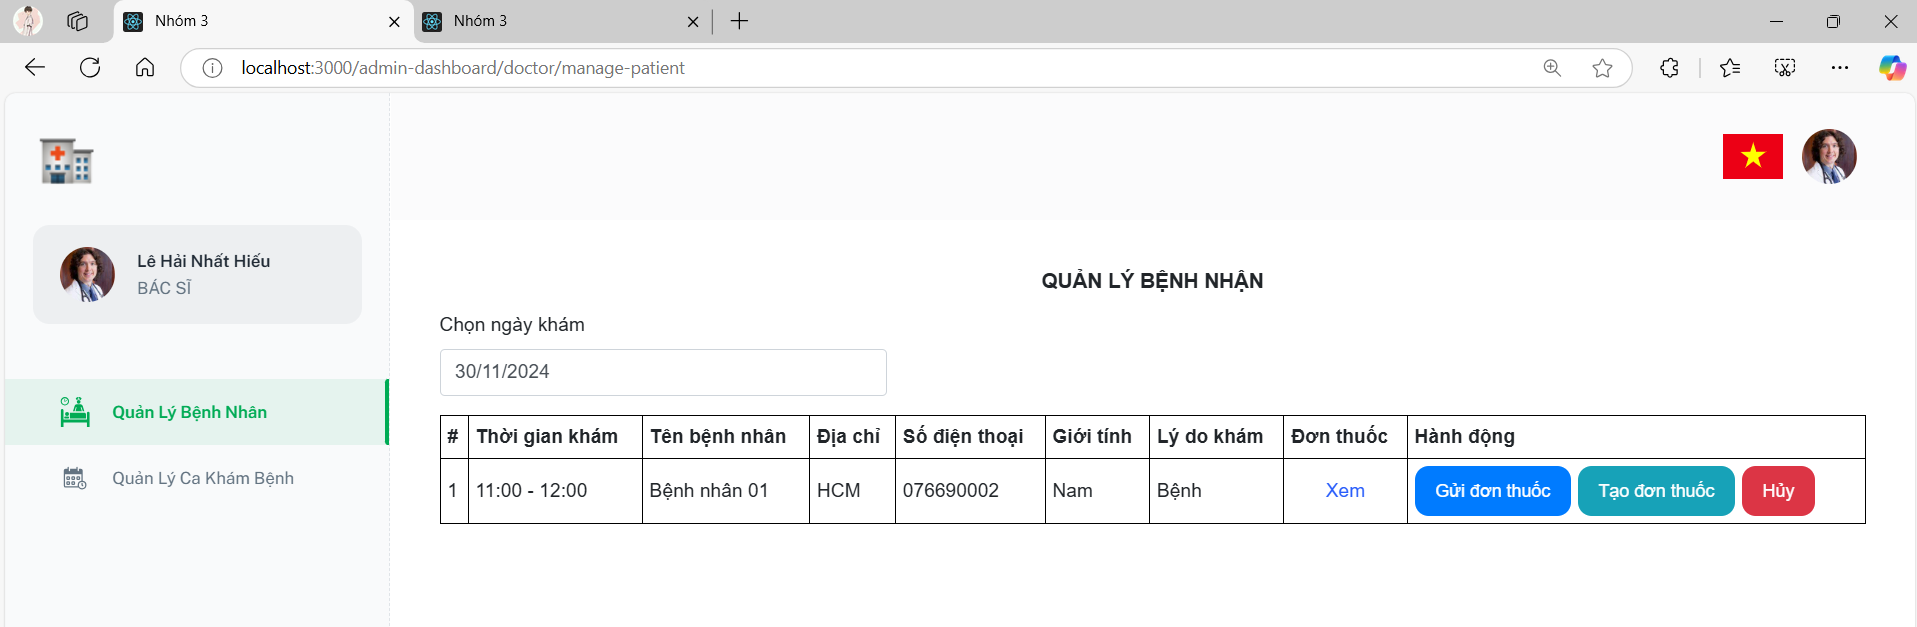 Nhóm 3
Nhóm 3
localhost:3000/admin-dashboard/doctor/manage-patient
Lê Hải Nhất Hiếu
BÁC SĨ
Quản Lý Bệnh Nhân
Quản Lý Ca Khám Bệnh
QUẢN LÝ BỆNH NHẬN
Chọn ngày khám
30/11/2024
# Thời gian khám Tên bệnh nhân Địa chỉ Số điện thoại Giới tính Lý do khám Đơn thuốc Hành động
1 11:00 - 12:00 Bệnh nhân 01 HCM 076690002 Nam Bệnh Xem Gửi đơn thuốc Tạo đơn thuốc Hủy